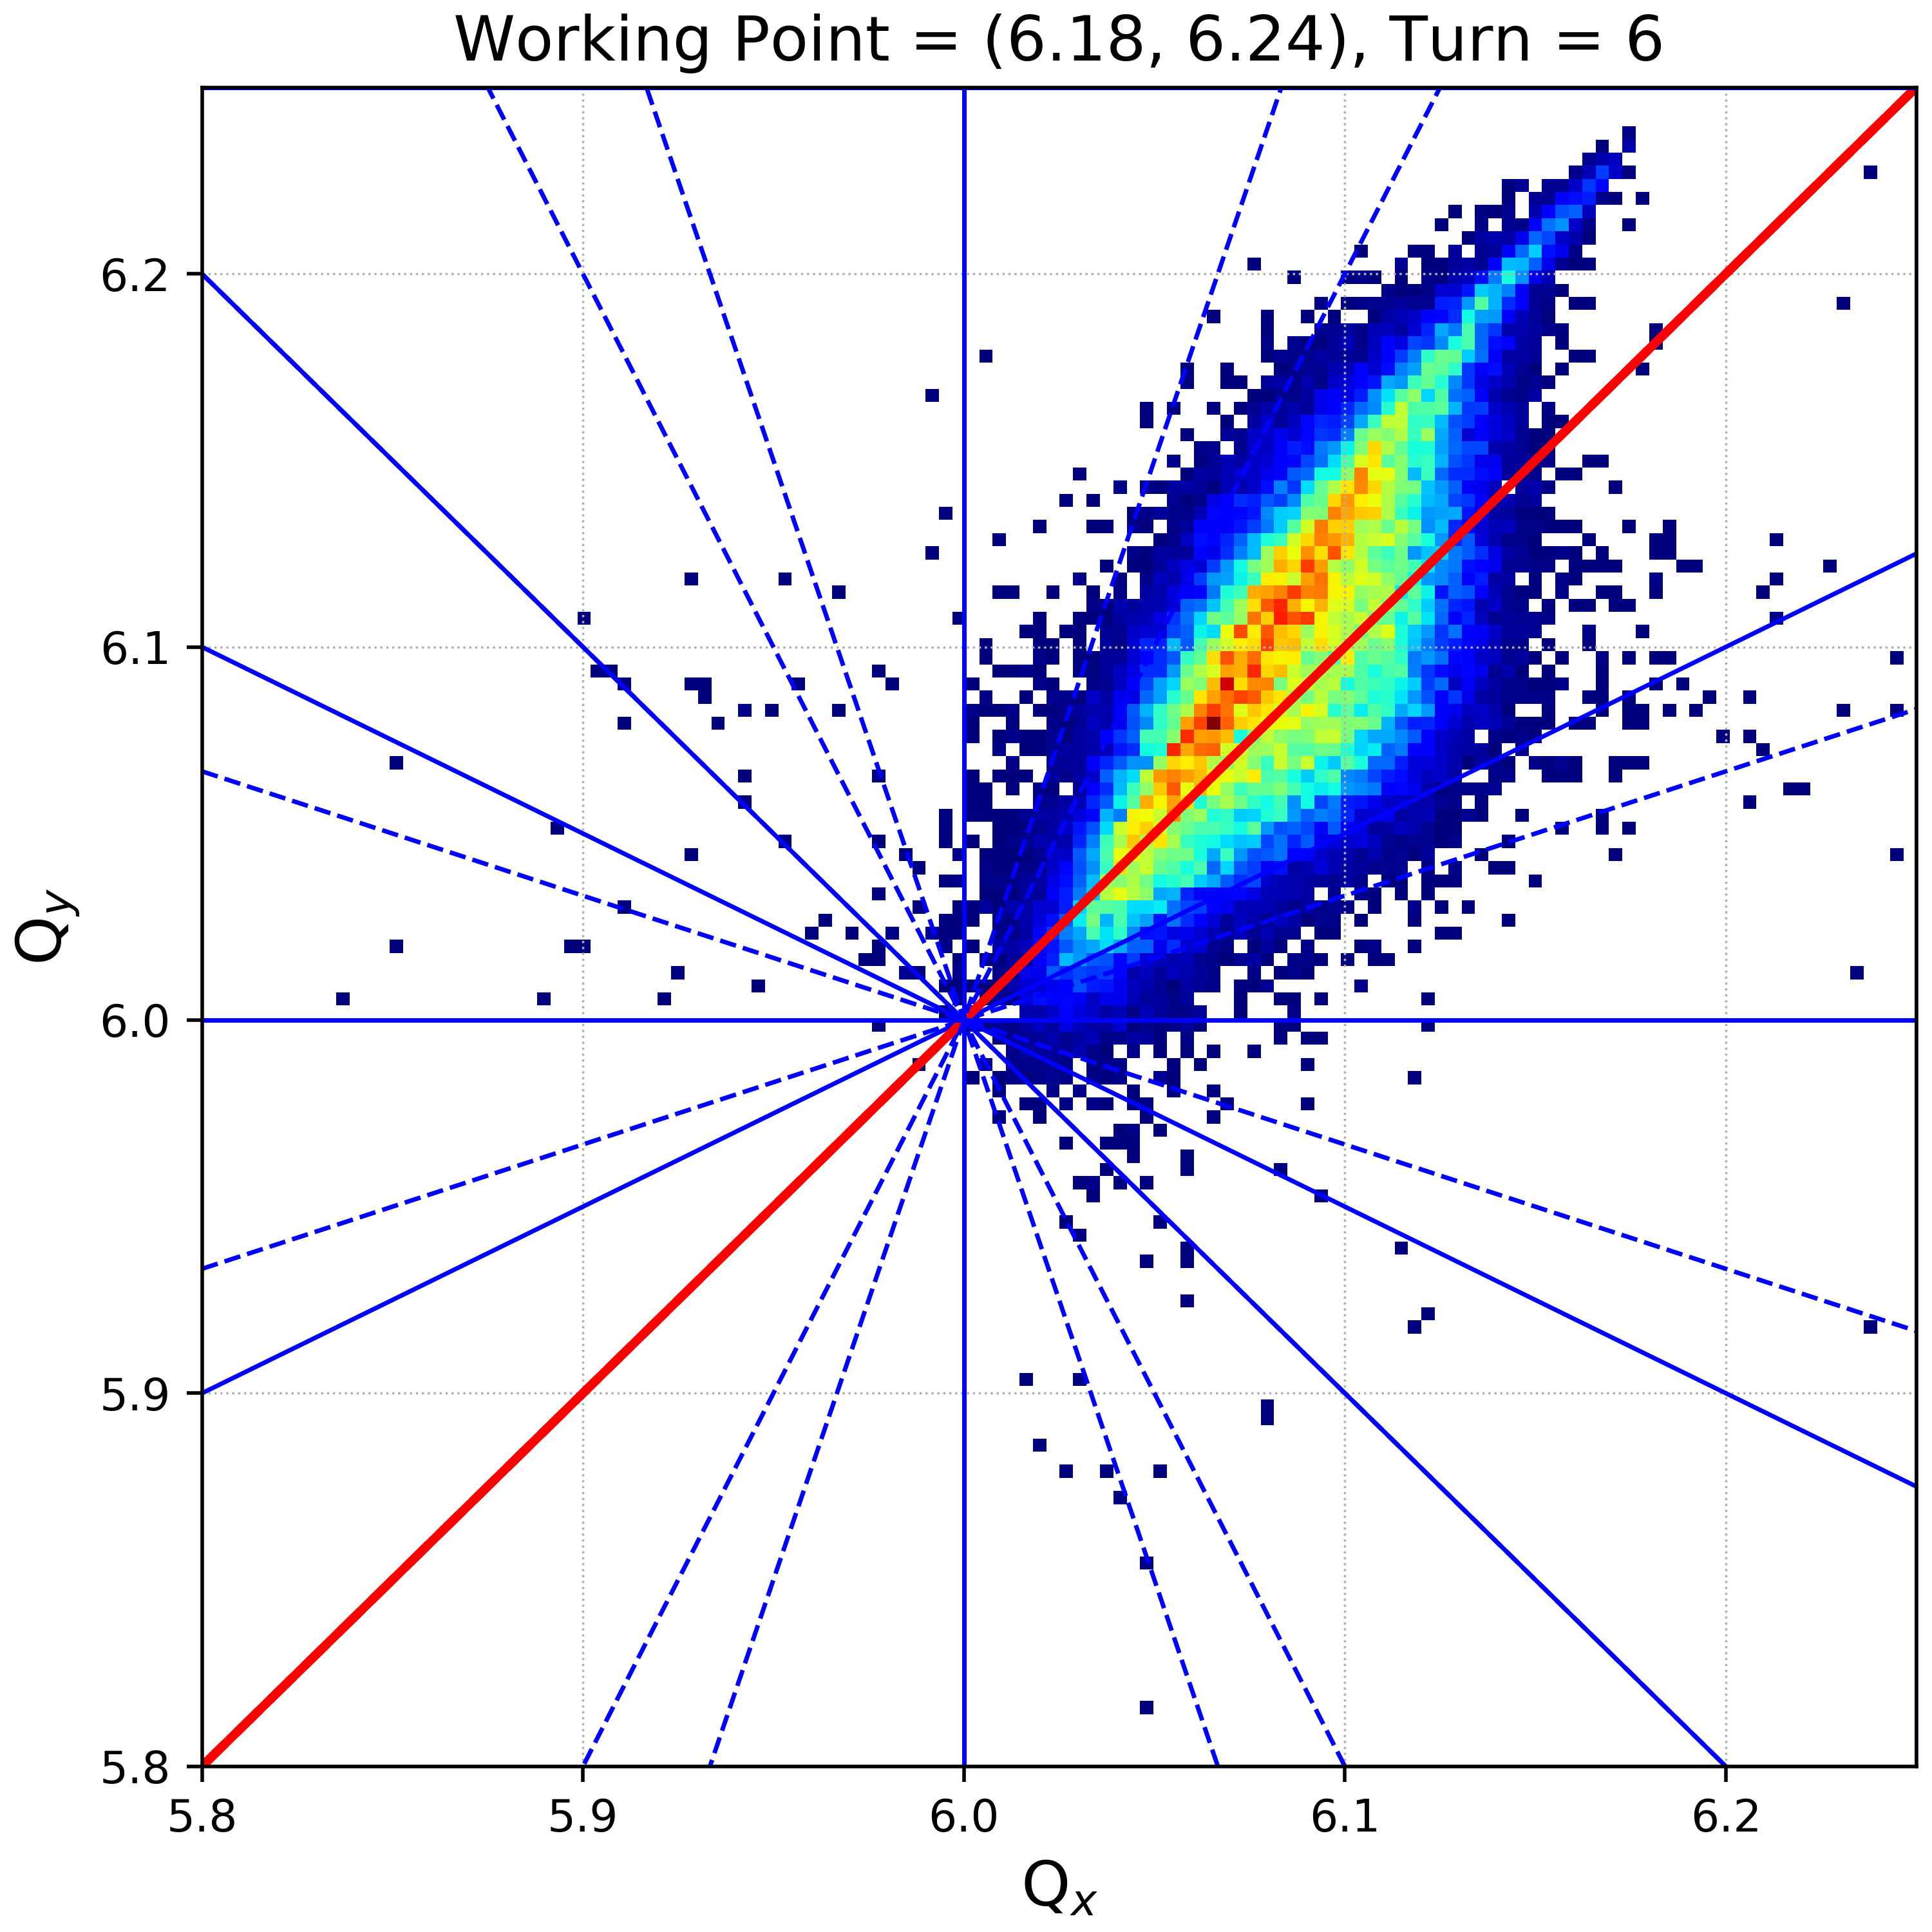 Working Point = (6.18, 6.24), Turn = 6
6.2
6.1
6.0
5.9
5.8
Qy
5.8 5.9 6.0 6.1 6.2
Qx